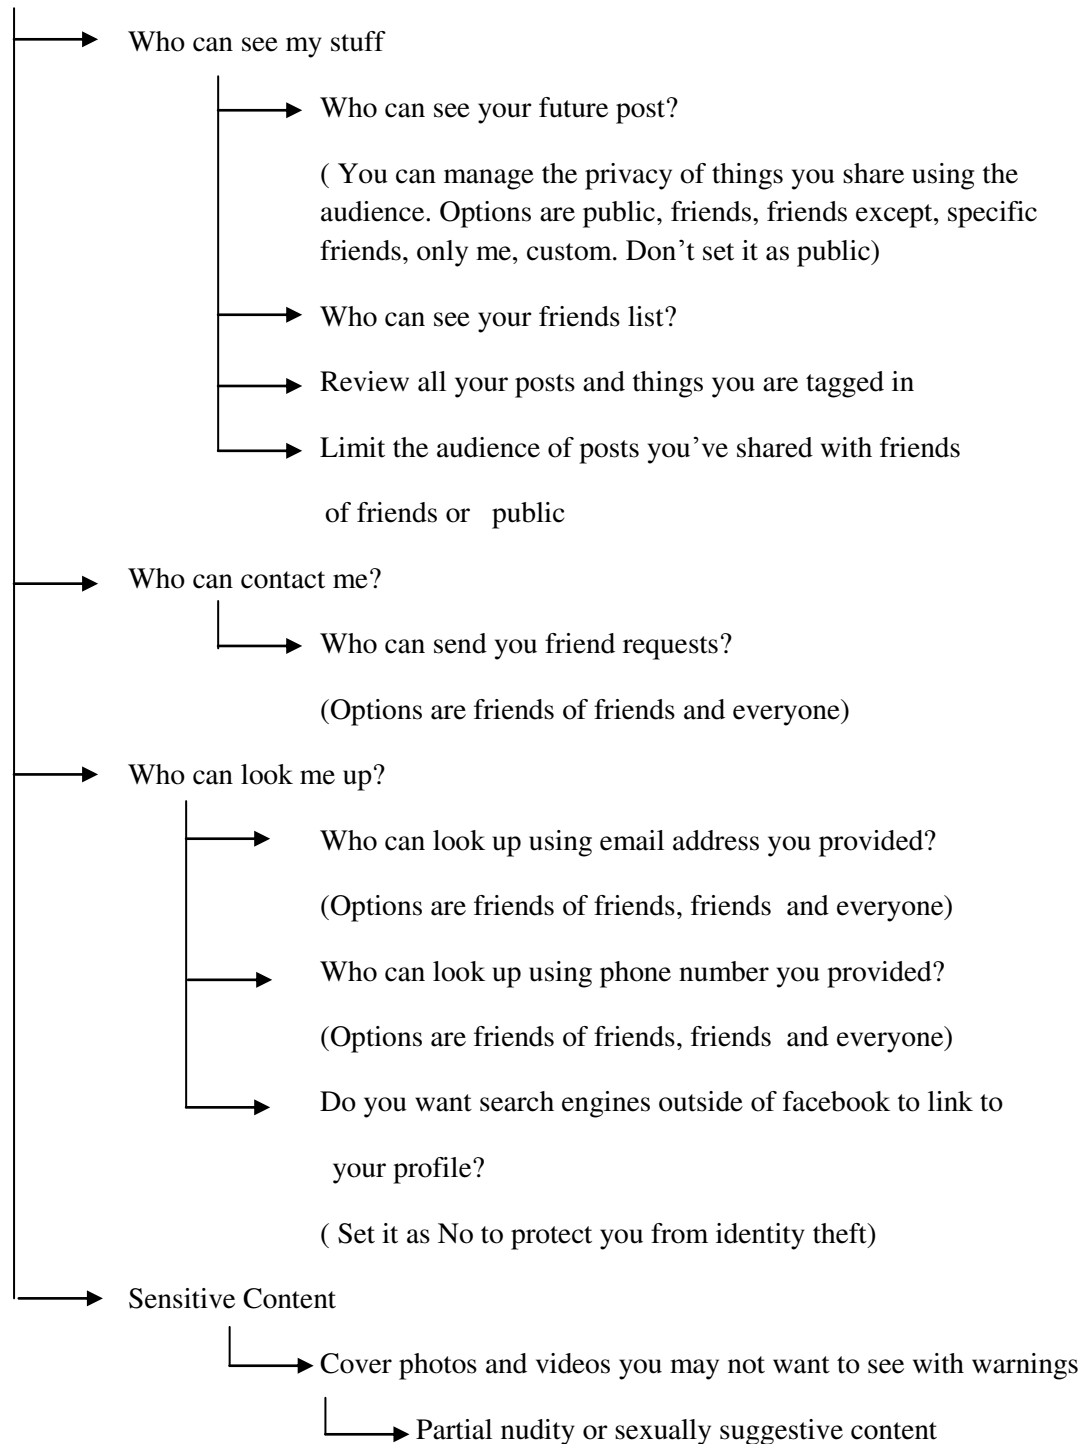 Who can see my stuff
Who can see your future post?
( You can manage the privacy of things you share using the
audience. Options are public, friends, friends except, specific
friends, only me, custom. Don’t set it as public)
Who can see your friends list?
Review all your posts and things you are tagged in
Limit the audience of posts you’ve shared with friends
of friends or public
Who can contact me?
Who can send you friend requests?
(Options are friends of friends and everyone)
Who can look me up?
Who can look up using email address you provided?
(Options are friends of friends, friends and everyone)
Who can look up using phone number you provided?
(Options are friends of friends, friends and everyone)
Do you want search engines outside of facebook to link to
your profile?
( Set it as No to protect you from identity theft)
Sensitive Content
Cover photos and videos you may not want to see with warnings
Partial nudity or sexually suggestive content